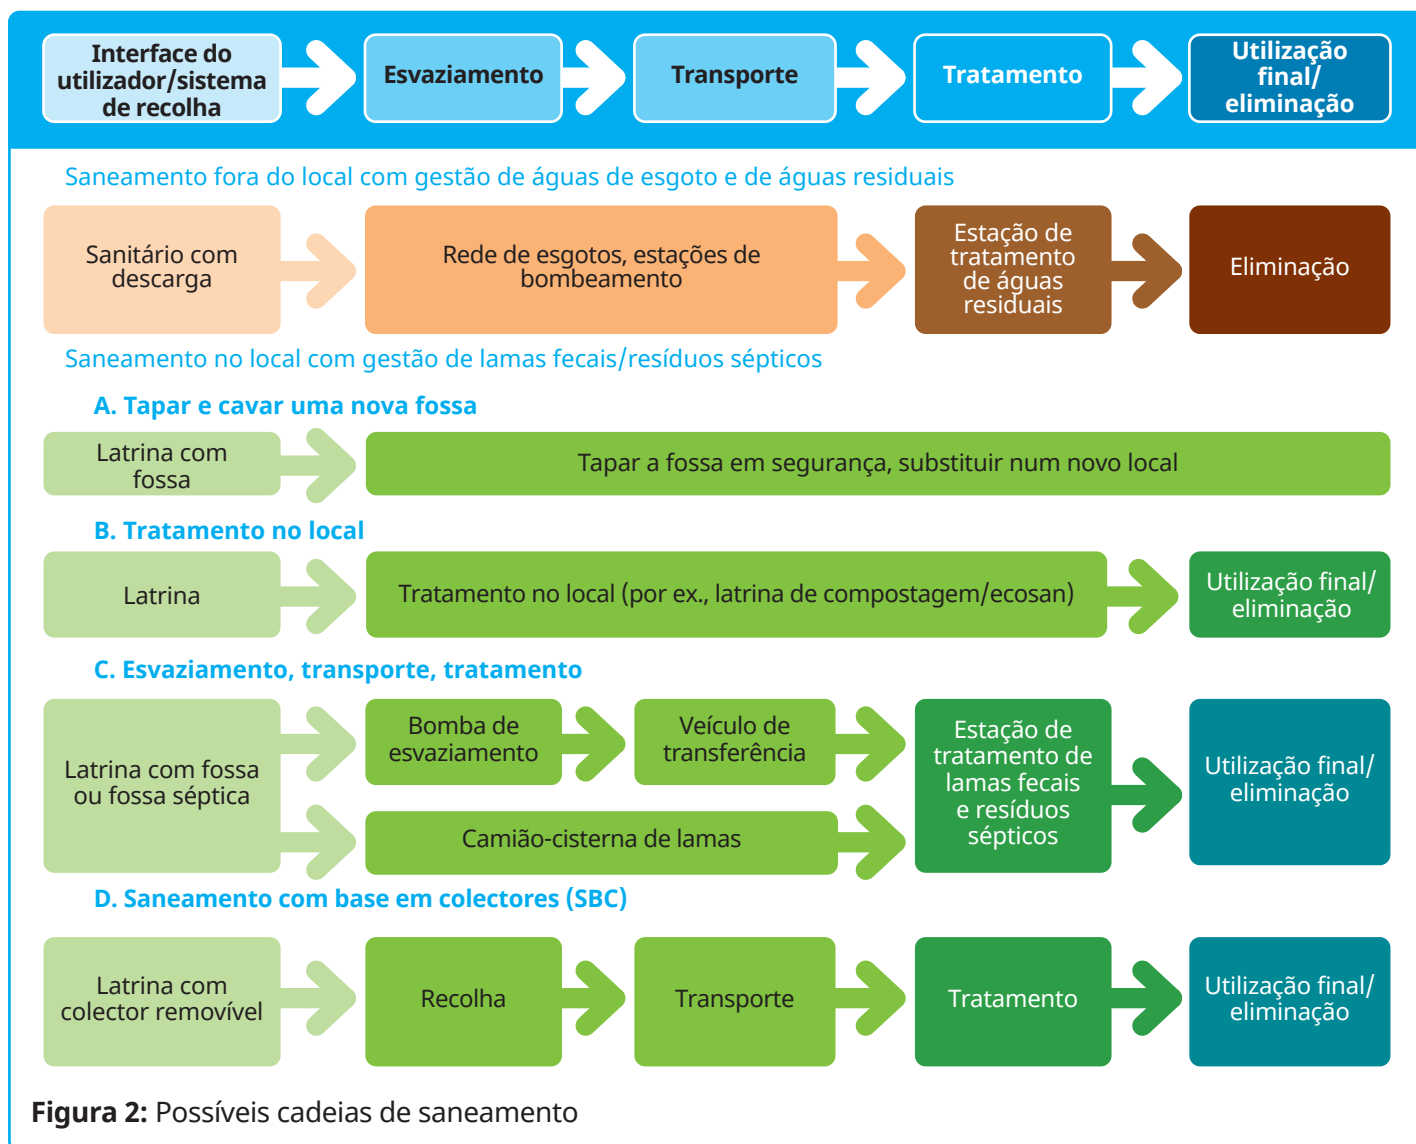 Interface do
utilizador/sistema
de recolha
Esvaziamento
Transporte
Tratamento
Utilização
final/
eliminação
Saneamento fora do local com gestão de águas de esgoto e de águas residuais
Sanitário com
descarga
Rede de esgotos, estações de
bombeamento
Estação de
tratamento
de águas
residuais
Eliminação
Saneamento no local com gestão de lamas fecais/resíduos sépticos
A. Tapar e cavar uma nova fossa
Latrina com
fossa
Tapar a fossa em segurança, substituir num novo local
B. Tratamento no local
Latrina
Tratamento no local (por ex., latrina de compostagem/ecosan)
Utilização final/
eliminação
C. Esvaziamento, transporte, tratamento
Latrina com fossa
ou fossa séptica
Bomba de
esvaziamento
Veículo de
transferência
Camião-cisterna de lamas
Estação de
tratamento de
lamas fecais
e resíduos
sépticos
Utilização final/
eliminação
D. Saneamento com base em colectores (SBC)
Latrina com
colector removível
Recolha
Transporte
Tratamento
Utilização final/
eliminação
Figura 2: Possíveis cadeias de saneamento